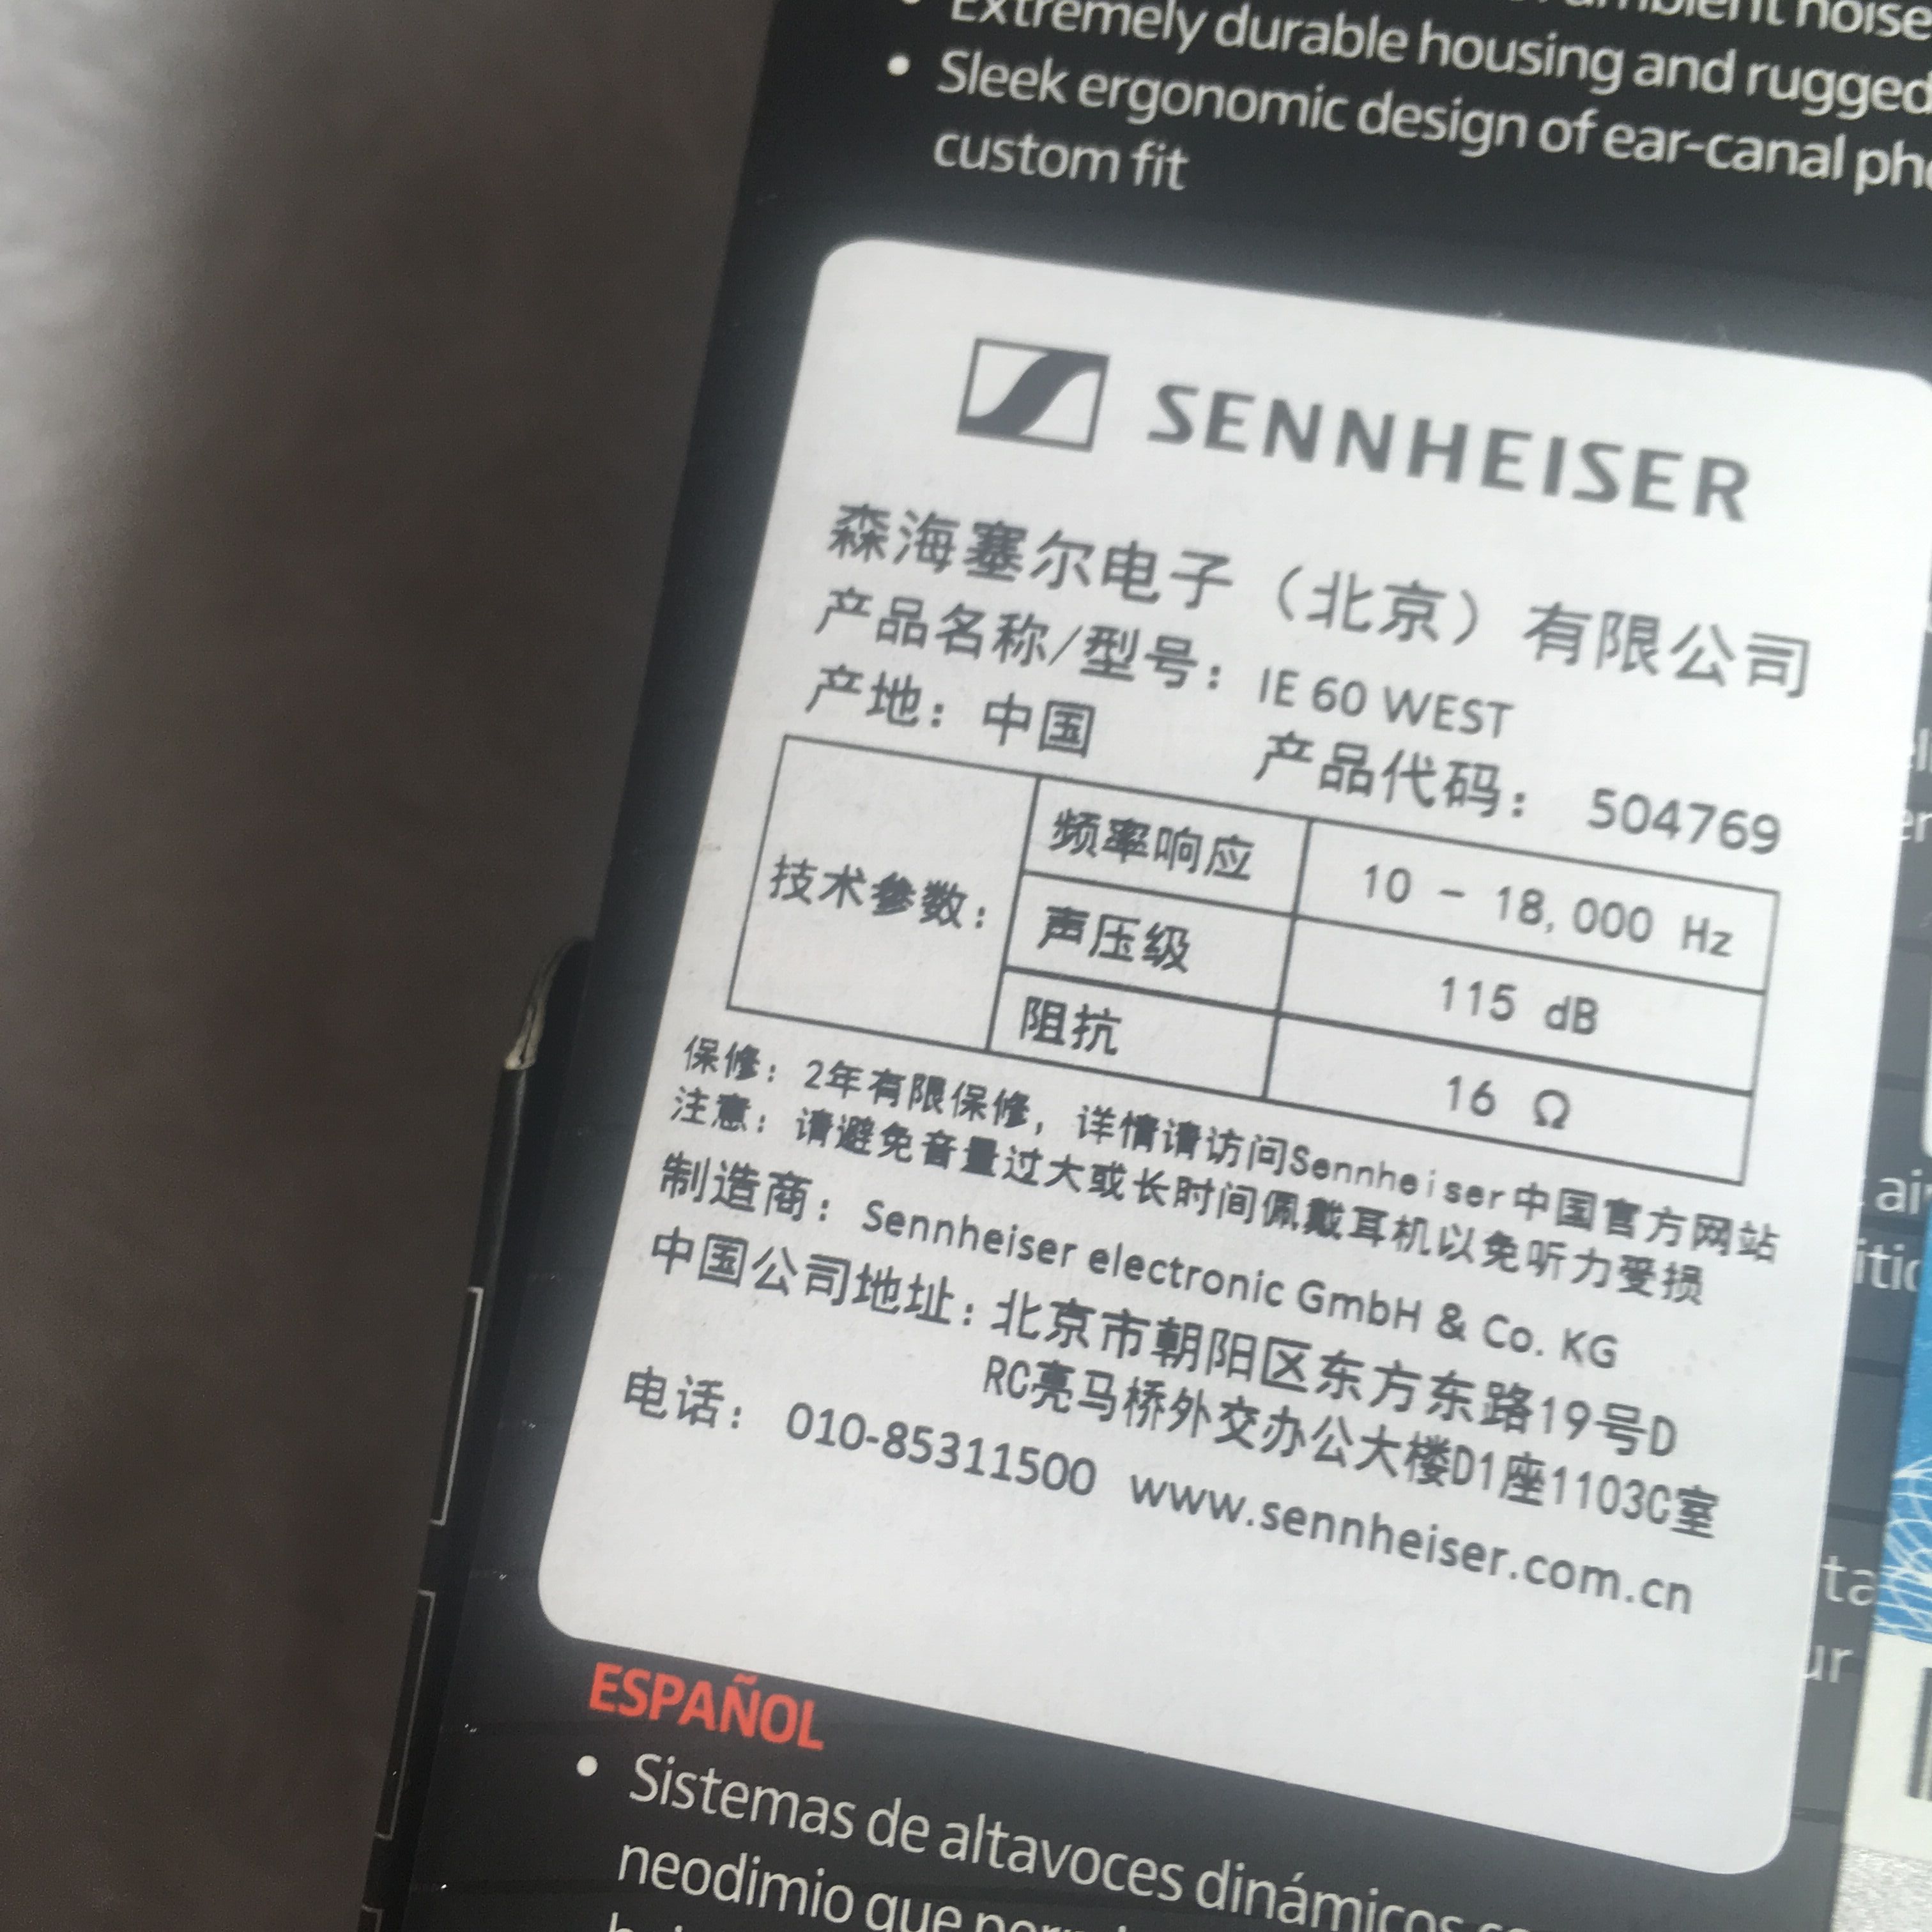 ambient noise
• Extremely durable housing and rugged
• Sleek ergonomic design of ear-canal
custom fit
SENNHEISER
森海塞尔电子（北京）有限公司
产品名称/型号： IE 60 WEST
产地：中国 产品代码： 504769
技术参数：
频率响应 10 - 18,000 Hz
声压级 115 dB
阻抗 16 Ω
保修：2年有限保修，详情请访问Sennheiser中国官方网站
注意：请避免音量过大或长时间佩戴耳机以免听力受损
制造商： Sennheiser electronic GmbH & Co. KG
中国公司地址：北京市朝阳区东方东路19号D
RC亮马桥外交办公大楼D1座1103C室
电话： 010-85311500 www.sennheiser.com.cn
ESPAÑOL
• Sistemas de altavoces dinámicos
neodimio que